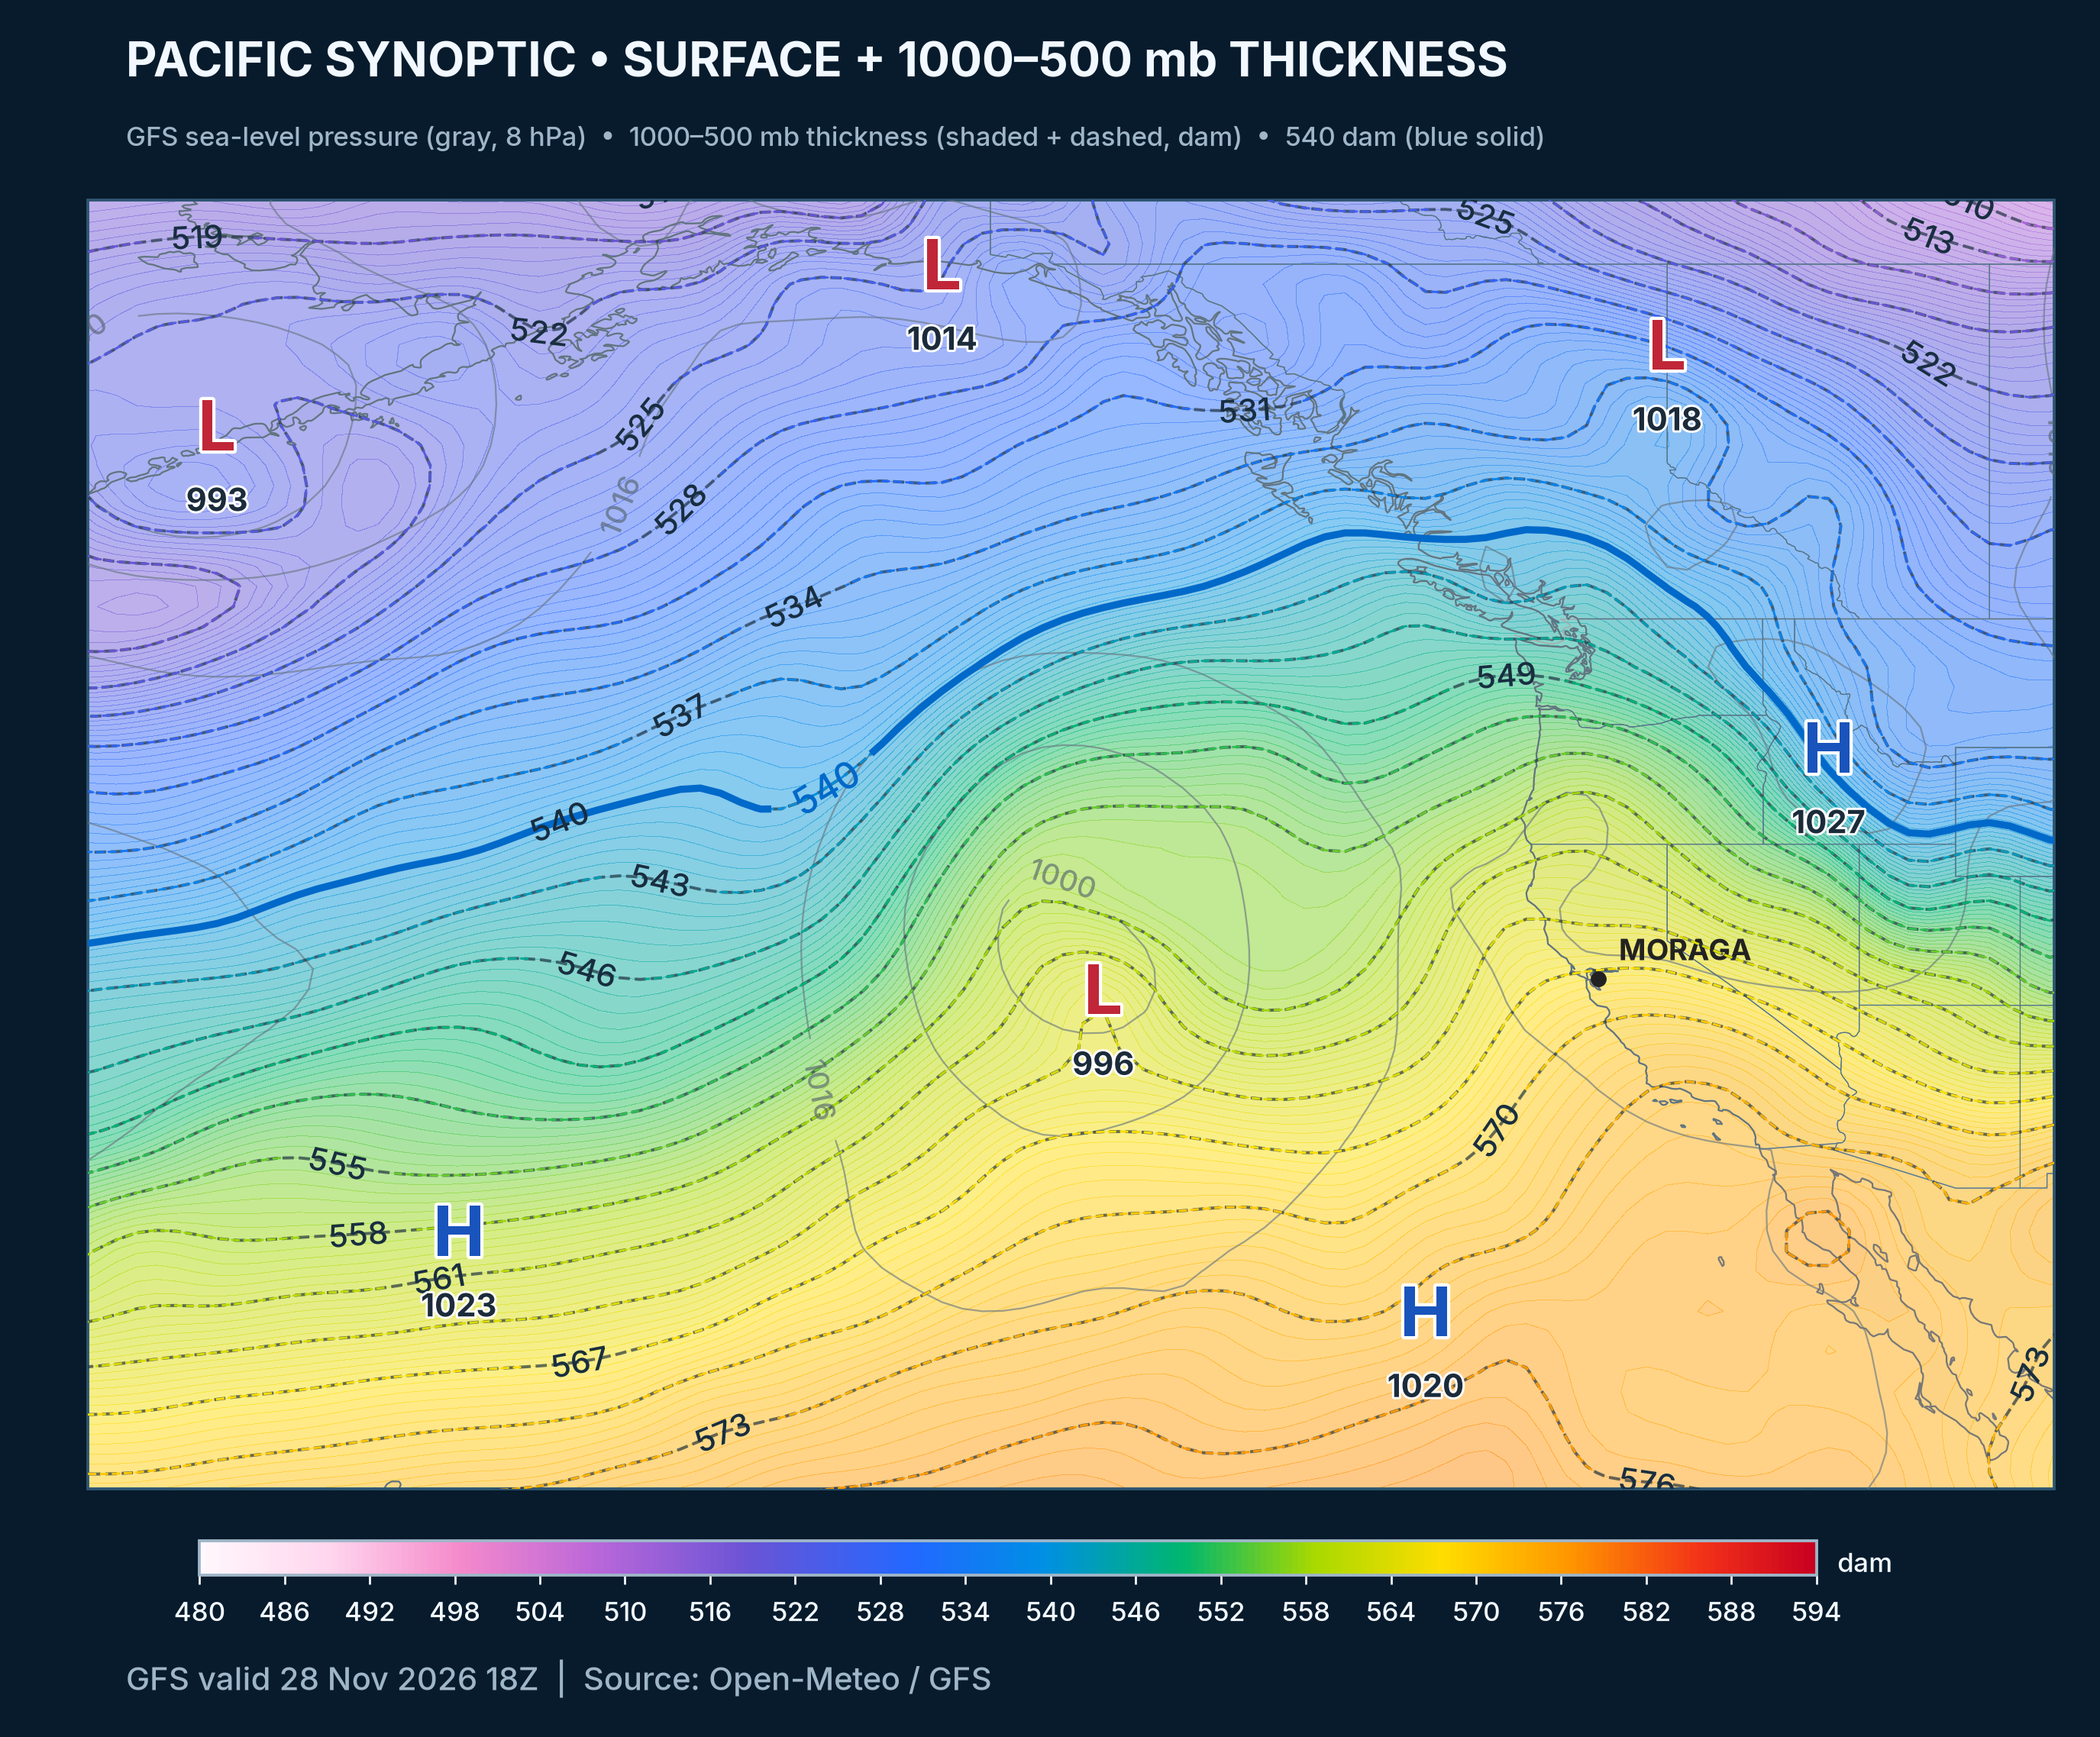 PACIFIC SYNOPTIC • SURFACE + 1000–500 mb THICKNESS
GFS sea-level pressure (gray, 8 hPa) • 1000–500 mb thickness (shaded + dashed, dam) • 540 dam (blue solid)
519
525
510
513
L
1014
522
L
1018
522
L
993
525
531
1016
528
534
549
537
H
1027
540
540
543
1000
MORAGA
546
L
996
1016
570
555
558
H
561
1023
H
1020
567
573
573
576
dam
480 486 492 498 504 510 516 522 528 534 540 546 552 558 564 570 576 582 588 594
GFS valid 28 Nov 2026 18Z | Source: Open-Meteo / GFS